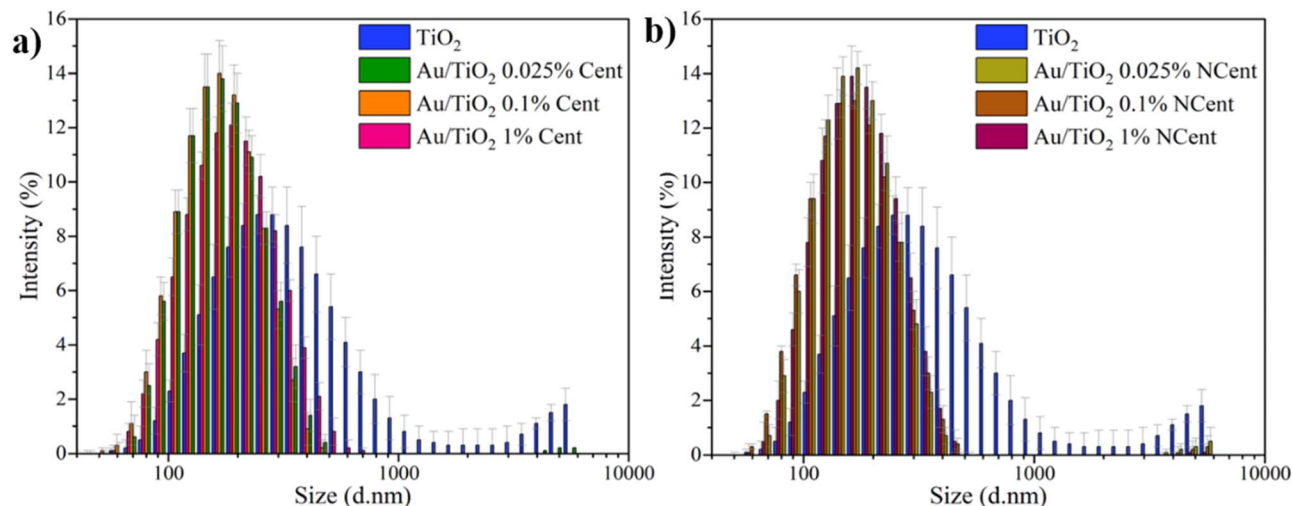 a)
16
14
12
10
8
6
4
2
0
Intensity (%)
TiO2
Au/TiO2 0.025% Cent
Au/TiO2 0.1% Cent
Au/TiO2 1% Cent
100 1000 10000
Size (d.nm)
b)
16
14
12
10
8
6
4
2
0
Intensity (%)
TiO2
Au/TiO2 0.025% NCent
Au/TiO2 0.1% NCent
Au/TiO2 1% NCent
100 1000 10000
Size (d.nm)